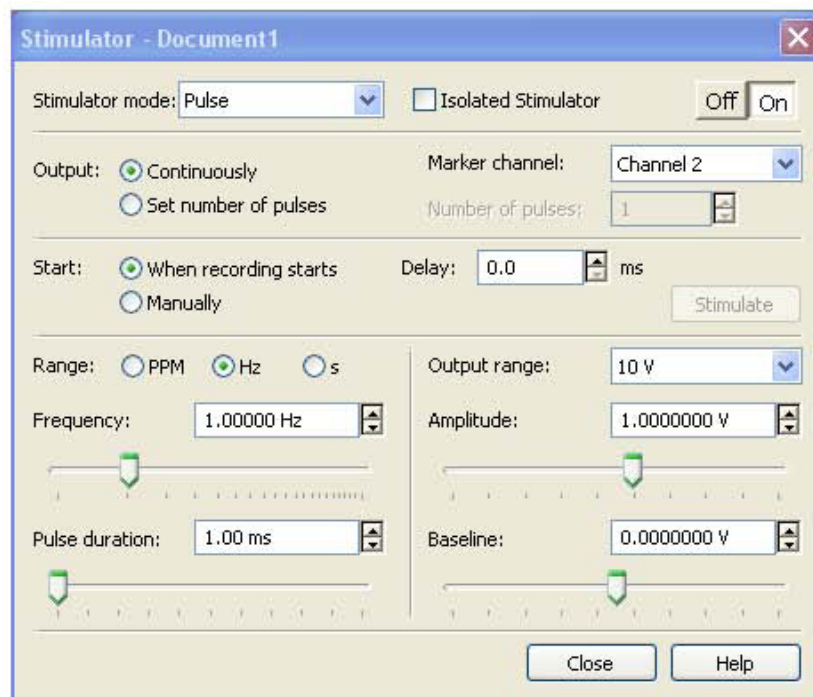 Stimulator - Document1
Stimulator mode: Pulse
Isolated Stimulator
Off On
Output: Continuously
Set number of pulses
Marker channel: Channel 2
Number of pulses: 1
Start: When recording starts
Manually
Delay: 0.0 ms
Stimulate
Range: PPM Hz s
Output range: 10 V
Frequency: 1.00000 Hz
Amplitude: 1.0000000 V
Pulse duration: 1.00 ms
Baseline: 0.0000000 V
Close Help